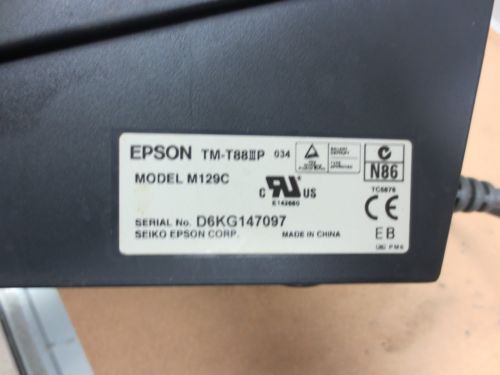 EPSON TM-T88ⅢP 034
MODEL M129C
C UL US
E142660
N86
TC5878
CE
SERIAL No. D6KG147097
SEIKO EPSON CORP. MADE IN CHINA
EB